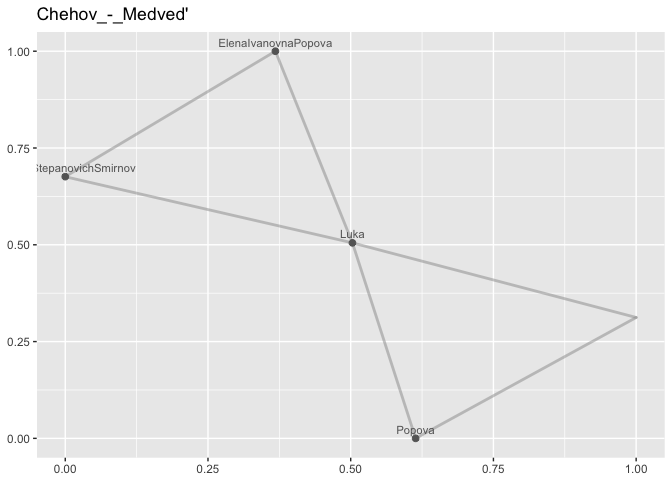 Chehov_-_Medved'
ElenaIvanovnaPopova
StepanovichSmirnov
Luka
Popova
1.00
0.75
0.50
0.25
0.00
0.00
0.25
0.50
0.75
1.00